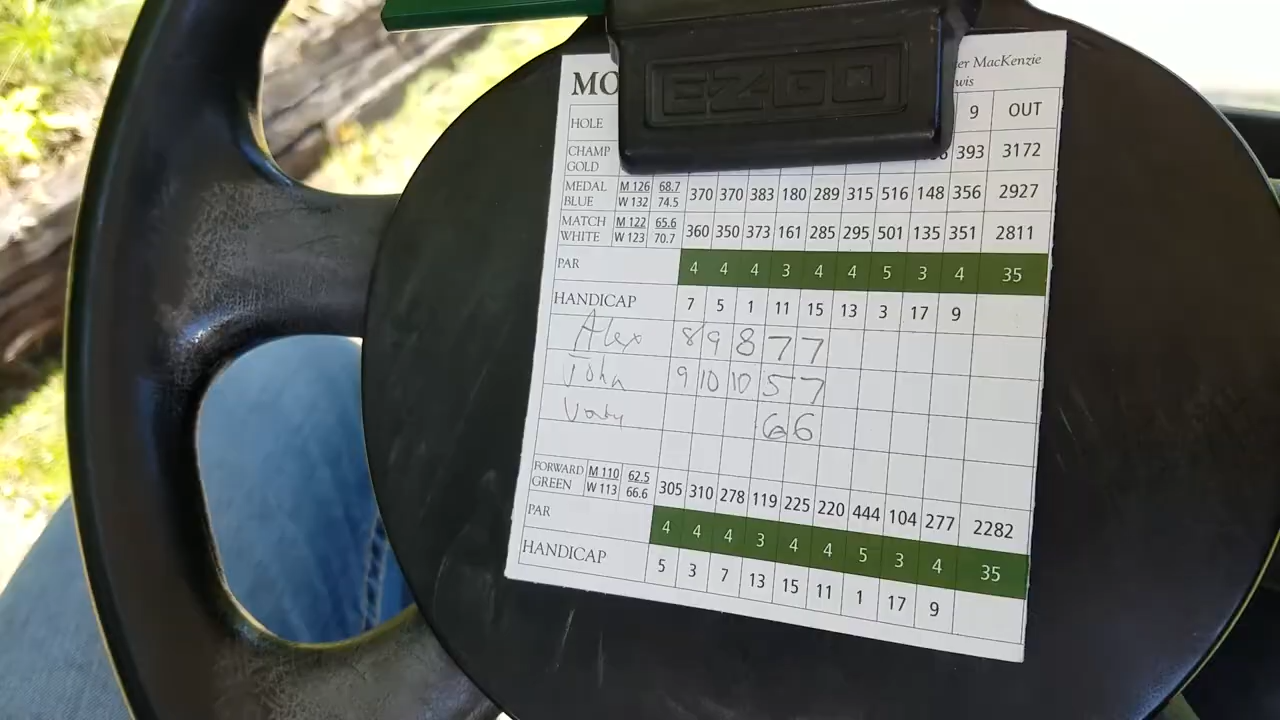 EZGO
MO er MacKenzie
wis
HOLE 9 OUT
CHAMP GOLD 393 3172
MEDAL BLUE M 126 68.7 W 132 74.5 370 370 383 180 289 315 516 148 356 2927
MATCH WHITE M 122 65.6 W 123 70.7 360 350 373 161 285 295 501 135 351 2811
PAR 4 4 4 3 4 4 5 3 4 35
HANDICAP 7 5 1 11 15 13 3 17 9
Alex 8 9 8 7 7
John 9 10 10 5 7
6 6
FORWARD GREEN M 110 62.5 W 113 66.6 305 310 278 119 225 220 444 104 277 2282
PAR 4 4 4 3 4 4 5 3 4 35
HANDICAP 5 3 7 13 15 11 1 17 9